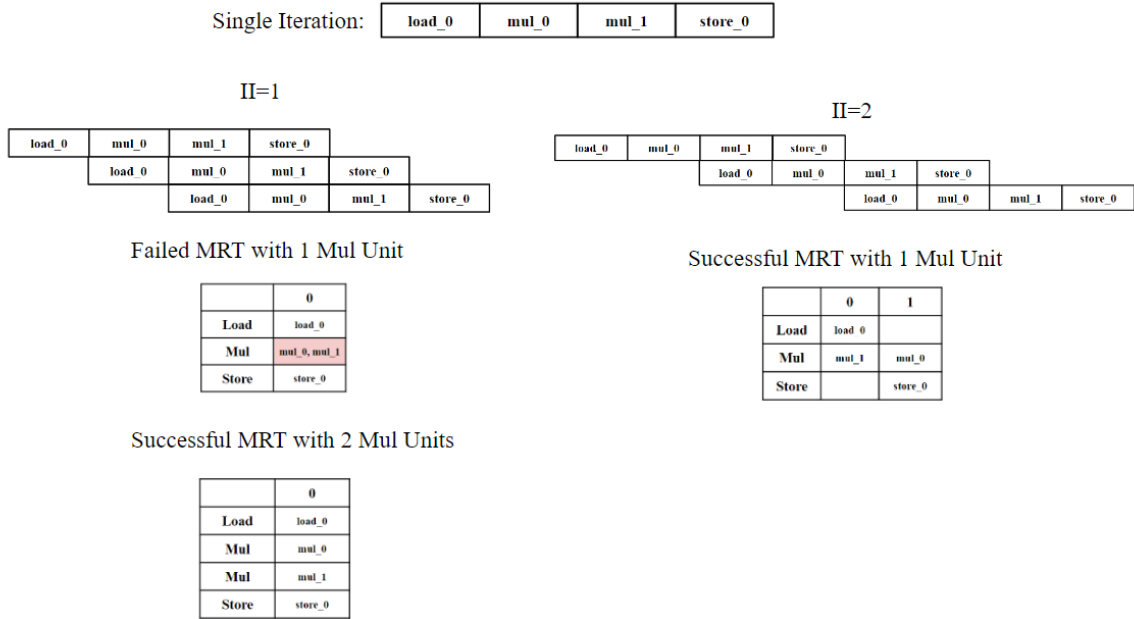 Single Iteration: load_0 mul_0 mul_1 store_0
II=1
load_0 mul_0 mul_1 store_0
load_0 mul_0 mul_1 store_0
load_0 mul_0 mul_1 store_0
Failed MRT with 1 Mul Unit
0
Load load_0
Mul mul_0, mul_1
Store store_0
Successful MRT with 2 Mul Units
0
Load load_0
Mul mul_0
Mul mul_1
Store store_0
II=2
load_0 mul_0 mul_1 store_0
load_0 mul_0 mul_1 store_0
load_0 mul_0 mul_1 store_0
Successful MRT with 1 Mul Unit
0 1
Load load_0
Mul mul_1 mul_0
Store store_0